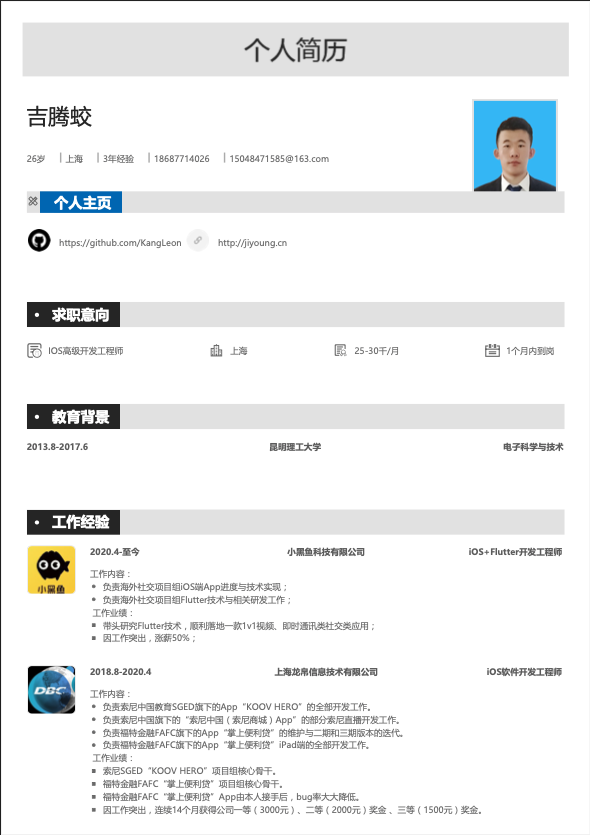 个人简历
吉腾蛟
26岁 | 上海 | 3年经验 | 18687714026 | 15048471585@163.com
个人主页
https://github.com/KangLeon http://jiyoung.cn
• 求职意向
IOS高级开发工程师 上海 25-30千/月 1个月内到岗
• 教育背景
2013.8-2017.6 昆明理工大学 电子科学与技术
• 工作经验
2020.4-至今 小黑鱼科技有限公司 iOS+Flutter开发工程师
小黑鱼
工作内容：
• 负责海外社交项目组iOS端App进度与技术实现；
• 负责海外社交项目组Flutter技术与相关研发工作；
工作业绩：
▪ 带头研究Flutter技术，顺利落地一款1v1视频、即时通讯类社交类应用；
▪ 因工作突出，涨薪50%；
2018.8-2020.4 上海龙帛信息技术有限公司 iOS软件开发工程师
DBC
工作内容：
• 负责索尼中国教育SGED旗下的App“KOOV HERO”的全部开发工作。
• 负责索尼中国旗下的“索尼中国（索尼商城）App”的部分索尼直播开发工作。
• 负责福特金融FAFC旗下的App“掌上便利贷”的维护与二期和三期版本的迭代。
• 负责福特金融FAFC旗下的App“掌上便利贷”iPad端的全部开发工作。
工作业绩：
▪ 索尼SGED“KOOV HERO”项目组核心骨干。
▪ 福特金融FAFC“掌上便利贷”项目组核心骨干。
▪ 福特金融FAFC“掌上便利贷”App由本人接手后，bug率大大降低。
▪ 因工作突出，连续14个月获得公司一等（3000元）、二等（2000元）奖金 、三等（1500元）奖金。